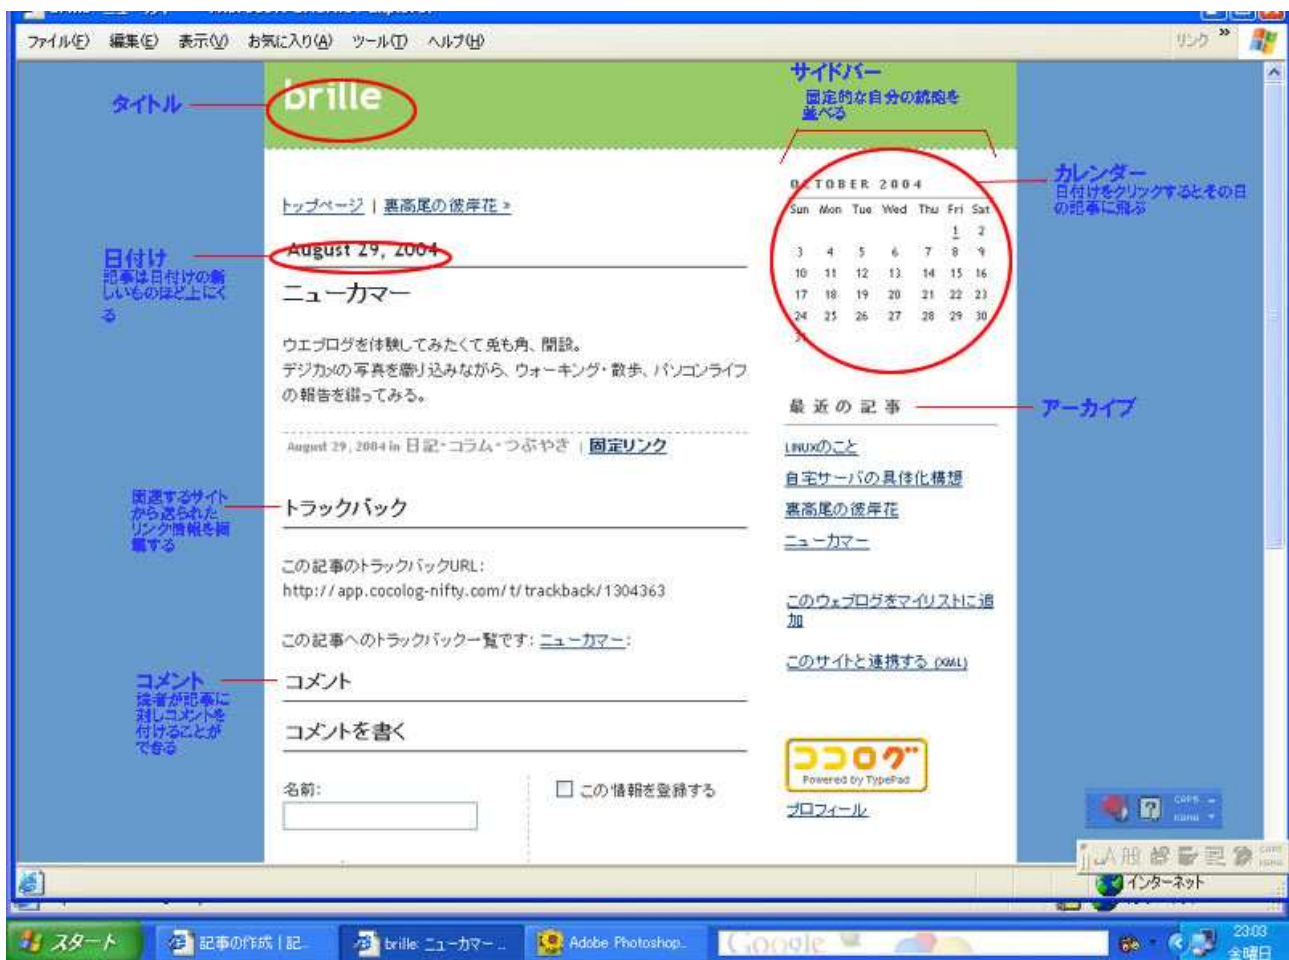 ファイル(F) 編集(E) 表示(V) お気に入り(A) ツール(T) ヘルプ(H)
リンク »
タイトル
brille
サイドバー
固定的な自分の
並べる
カレンダー
日付けをクリックするとその日
の記事に飛ぶ
OCTOBER 2004
Sun Mon Tue Wed Thu Fri Sat
1 2
3 4 5 6 7 8 9
10 11 12 13 14 15 16
17 18 19 20 21 22 23
24 25 26 27 28 29 30
31
トップページ | 裏高尾の彼岸花 »
日付け
記事は日付けの新
しいものほど上にく
る
August 29, 2004
ニューカマー
ウエブログを体験してみたくて兎も角、開設。
デジカメの写真を織り込みながら、ウォーキング・散歩、パソコンライフ
の報告を綴ってみる。
August 29, 2004 in 日記・コラム・つぶやき | 固定リンク
最近の記事
アーカイブ
LINUXのこと
自宅サーバの具体化構想
裏高尾の彼岸花
ニューカマー
このウェブログをマイリストに追
加
このサイトと連携する (XML)
関連するサイト
から送られた
リンク情報を掲
載する
トラックバック
この記事のトラックバックURL:
http://app.cocolog-nifty.com/t/trackback/1304363
この記事へのトラックバック一覧です: ニューカマー:
コメント
読者が記事に
対しコメントを
付けることが
できる
コメント
コメントを書く
名前:
この情報を登録する
ココログ
Powered by TypePad
プロフィール
CAPS
KANA
A 般
CAPS
KANA
インターネット
スタート
記事の作成 | 記...
brille: ニューカマー ...
Adobe Photoshop...
Google
23:03
金曜日